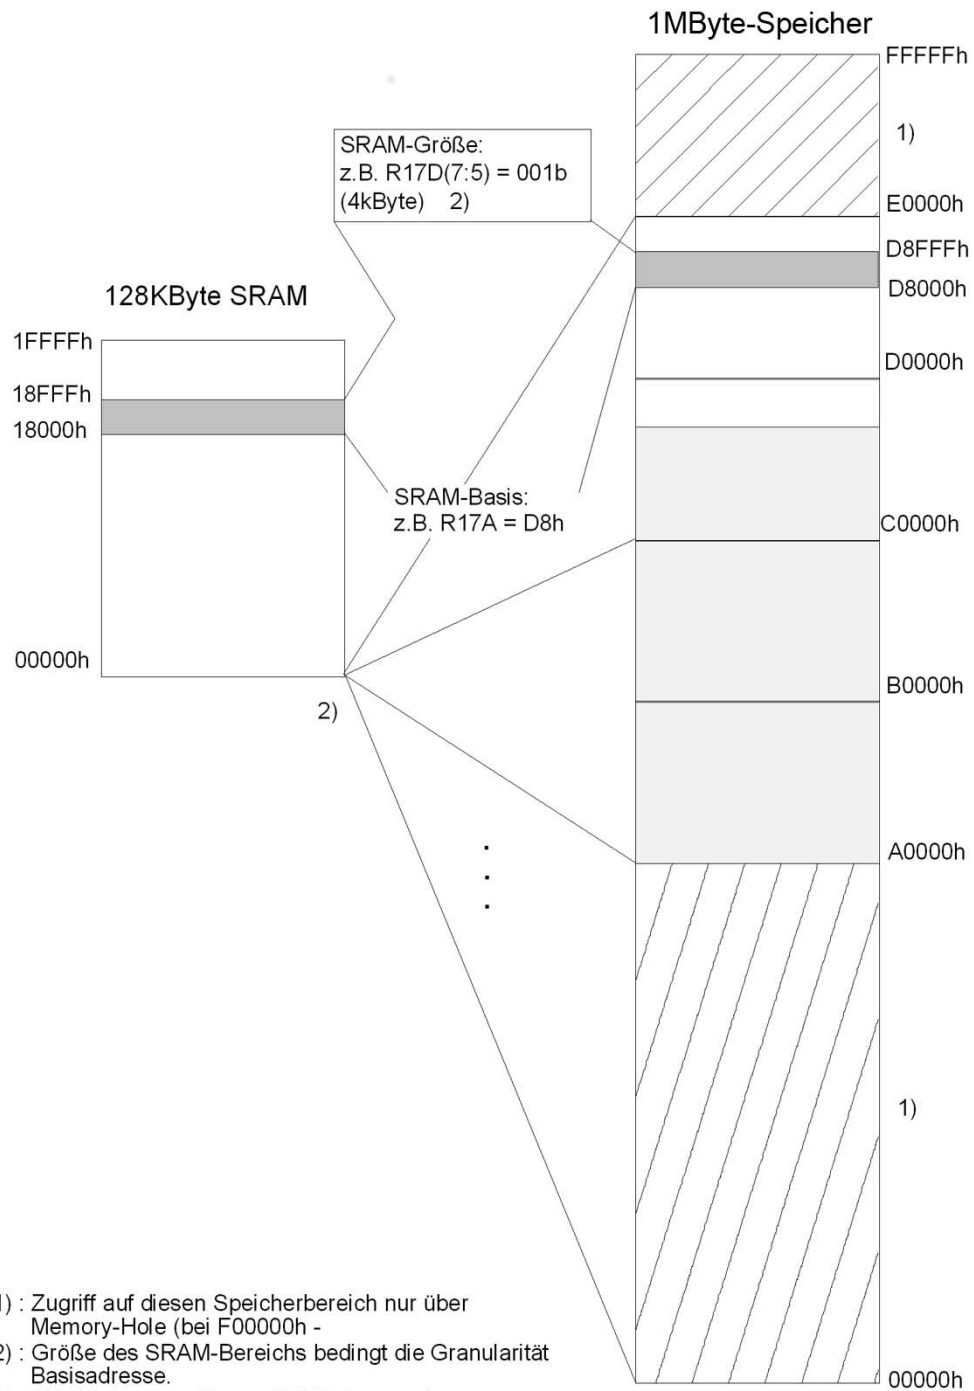 1MByte-Speicher
FFFFFh
1)
SRAM-Größe:
z.B. R17D(7:5) = 001b
(4kByte) 2)
E0000h
D8FFFh
D8000h
128KByte SRAM
1FFFFh
D0000h
18FFFh
18000h
SRAM-Basis:
z.B. R17A = D8h
C0000h
00000h
B0000h
2)
A0000h
.
.
.
1)
1) : Zugriff auf diesen Speicherbereich nur über
Memory-Hole (bei F00000h -
2) : Größe des SRAM-Bereichs bedingt die Granularität
Basisadresse.
00000h